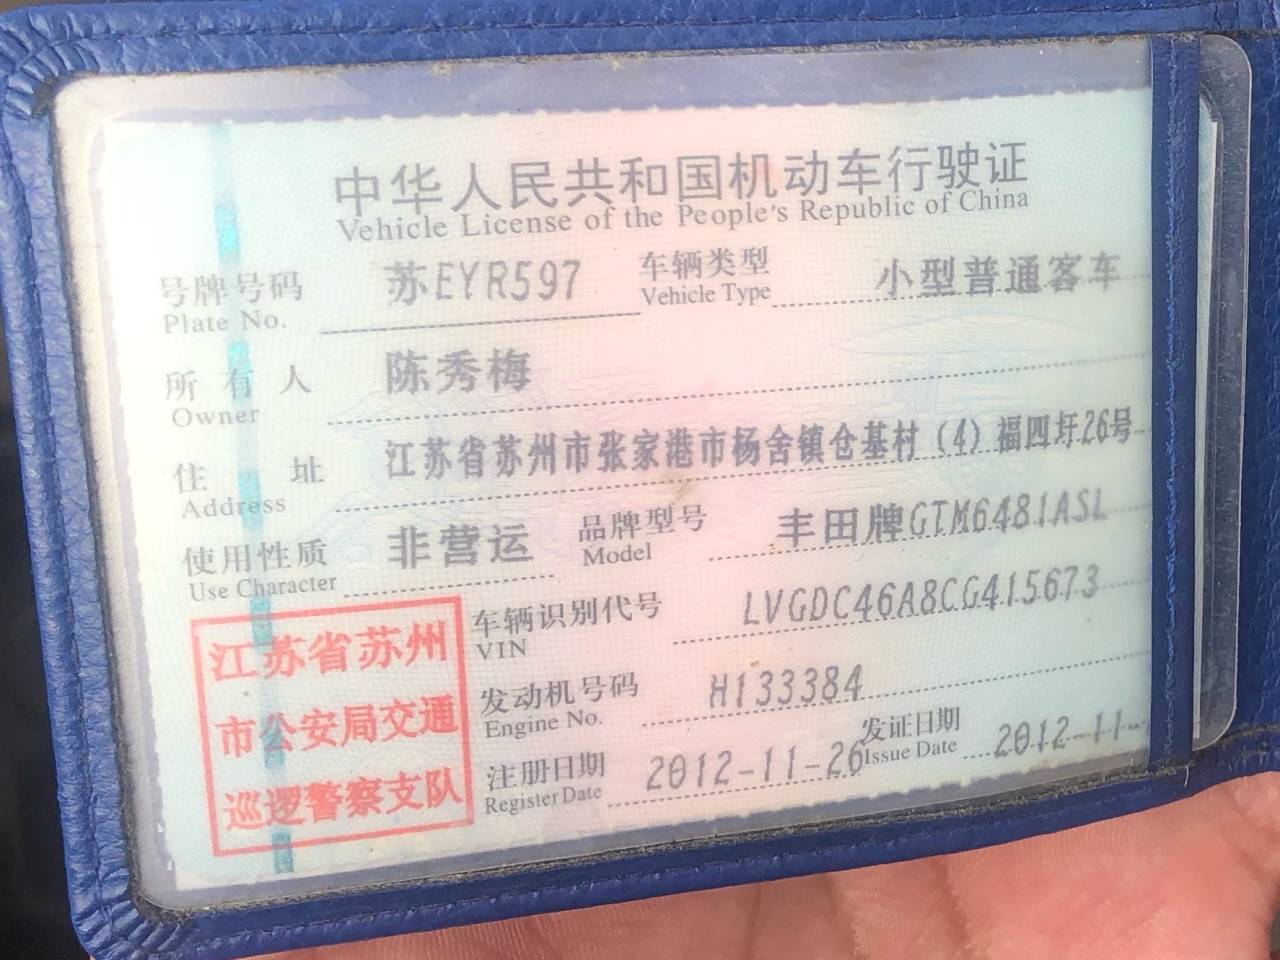 中华人民共和国机动车行驶证
Vehicle License of the People's Republic of China
号牌号码 苏EYR597 车辆类型 小型普通客车
Plate No. Vehicle Type
所有人 陈秀梅
Owner
住址 江苏省苏州市张家港市杨舍镇仓基村(4)福四圩26号
Address
使用性质 非营运 品牌型号 丰田牌GTM6481ASL
Use Character Model
车辆识别代号 LVGDC46A8CG415673
VIN
发动机号码 H133384
Engine No.
注册日期 2012-11-26 发证日期 2012-11-
Register Date Issue Date
江苏省苏州
市公安局交通
巡逻警察支队